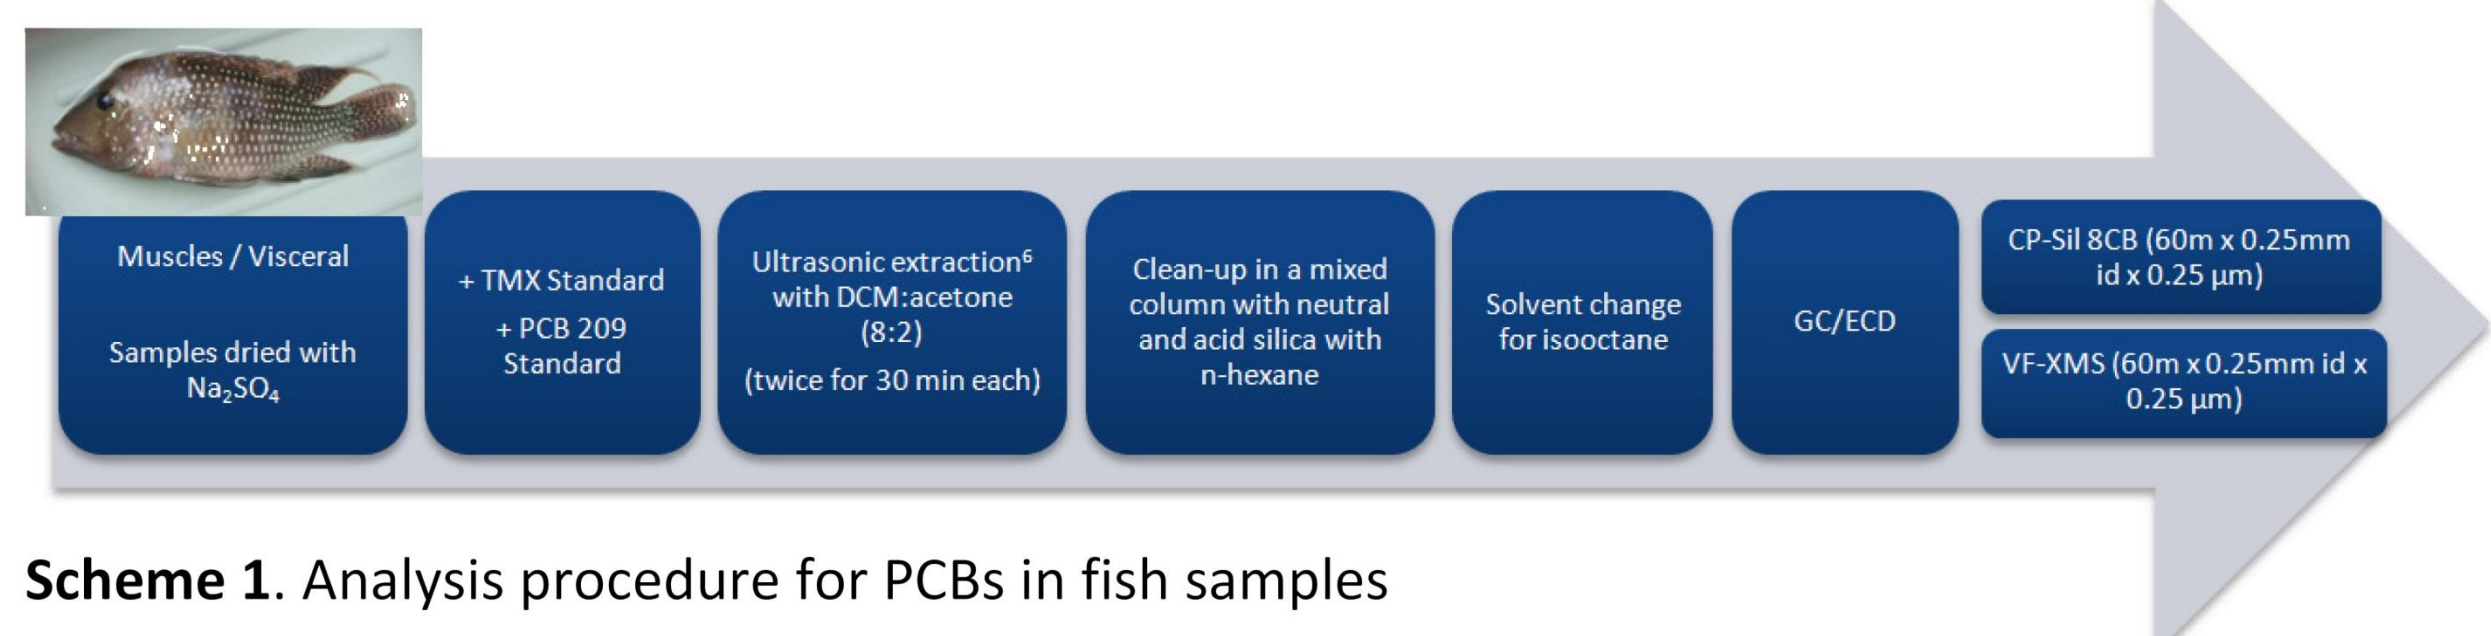 Muscles / Visceral
Samples dried with
Na₂SO₄
+ TMX Standard
+ PCB 209
Standard
Ultrasonic extraction⁶
with DCM:acetone
(8:2)
(twice for 30 min each)
Clean-up in a mixed
column with neutral
and acid silica with
n-hexane
Solvent change
for isooctane
GC/ECD
CP-Sil 8CB (60m x 0.25mm
id x 0.25 µm)
VF-XMS (60m x 0.25mm id x
0.25 µm)
Scheme 1. Analysis procedure for PCBs in fish samples